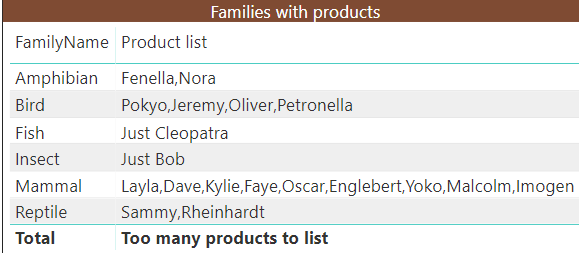 Families with products
FamilyName Product list
Amphibian Fenella,Nora
Bird Pokyo,Jeremy,Oliver,Petronella
Fish Just Cleopatra
Insect Just Bob
Mammal Layla,Dave,Kylie,Faye,Oscar,Englebert,Yoko,Malcolm,Imogen
Reptile Sammy,Rheinhardt
Total Too many products to list